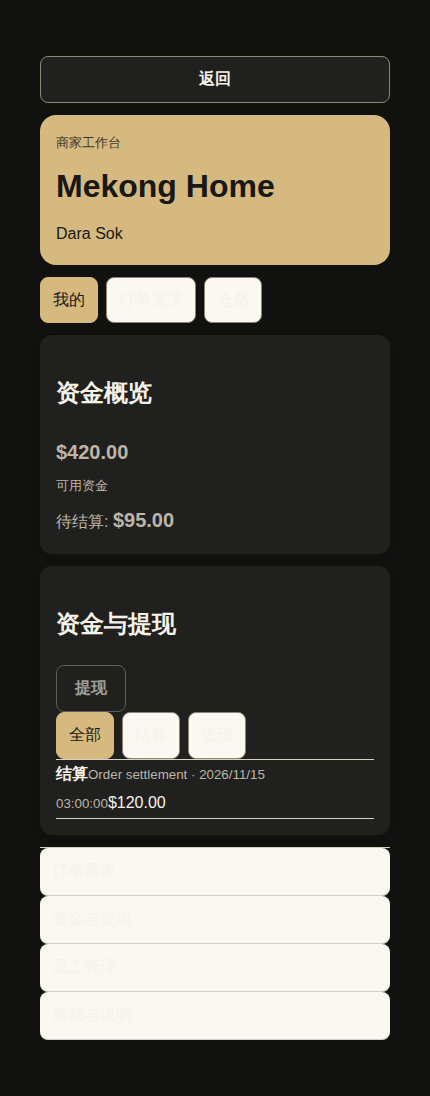 返回
商家工作台
Mekong Home
Dara Sok
我的 订单需求 仓储
资金概览
$420.00
可用资金
待结算: $95.00
资金与提现
提现
全部 结算 提现
结算Order settlement · 2026/11/15
03:00:00$120.00
订单需求
资金与提现
员工管理
帮助与说明